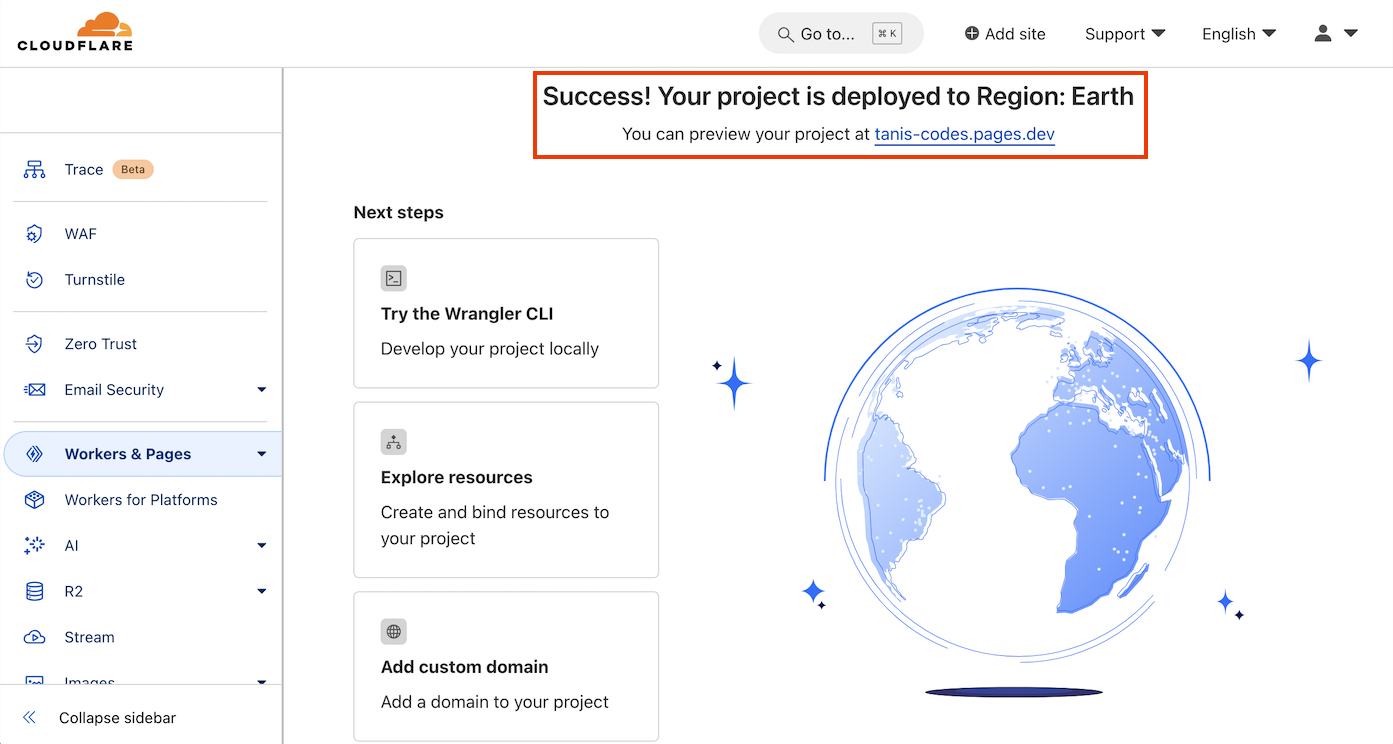 CLOUDFLARE
Go to... ⌘ K
Add site
Support
English
Success! Your project is deployed to Region: Earth
You can preview your project at tanis-codes.pages.dev
Trace Beta
WAF
Turnstile
Zero Trust
Email Security
Workers & Pages
Workers for Platforms
AI
R2
Stream
Images
Collapse sidebar
Next steps
Try the Wrangler CLI
Develop your project locally
Explore resources
Create and bind resources to
your project
Add custom domain
Add a domain to your project